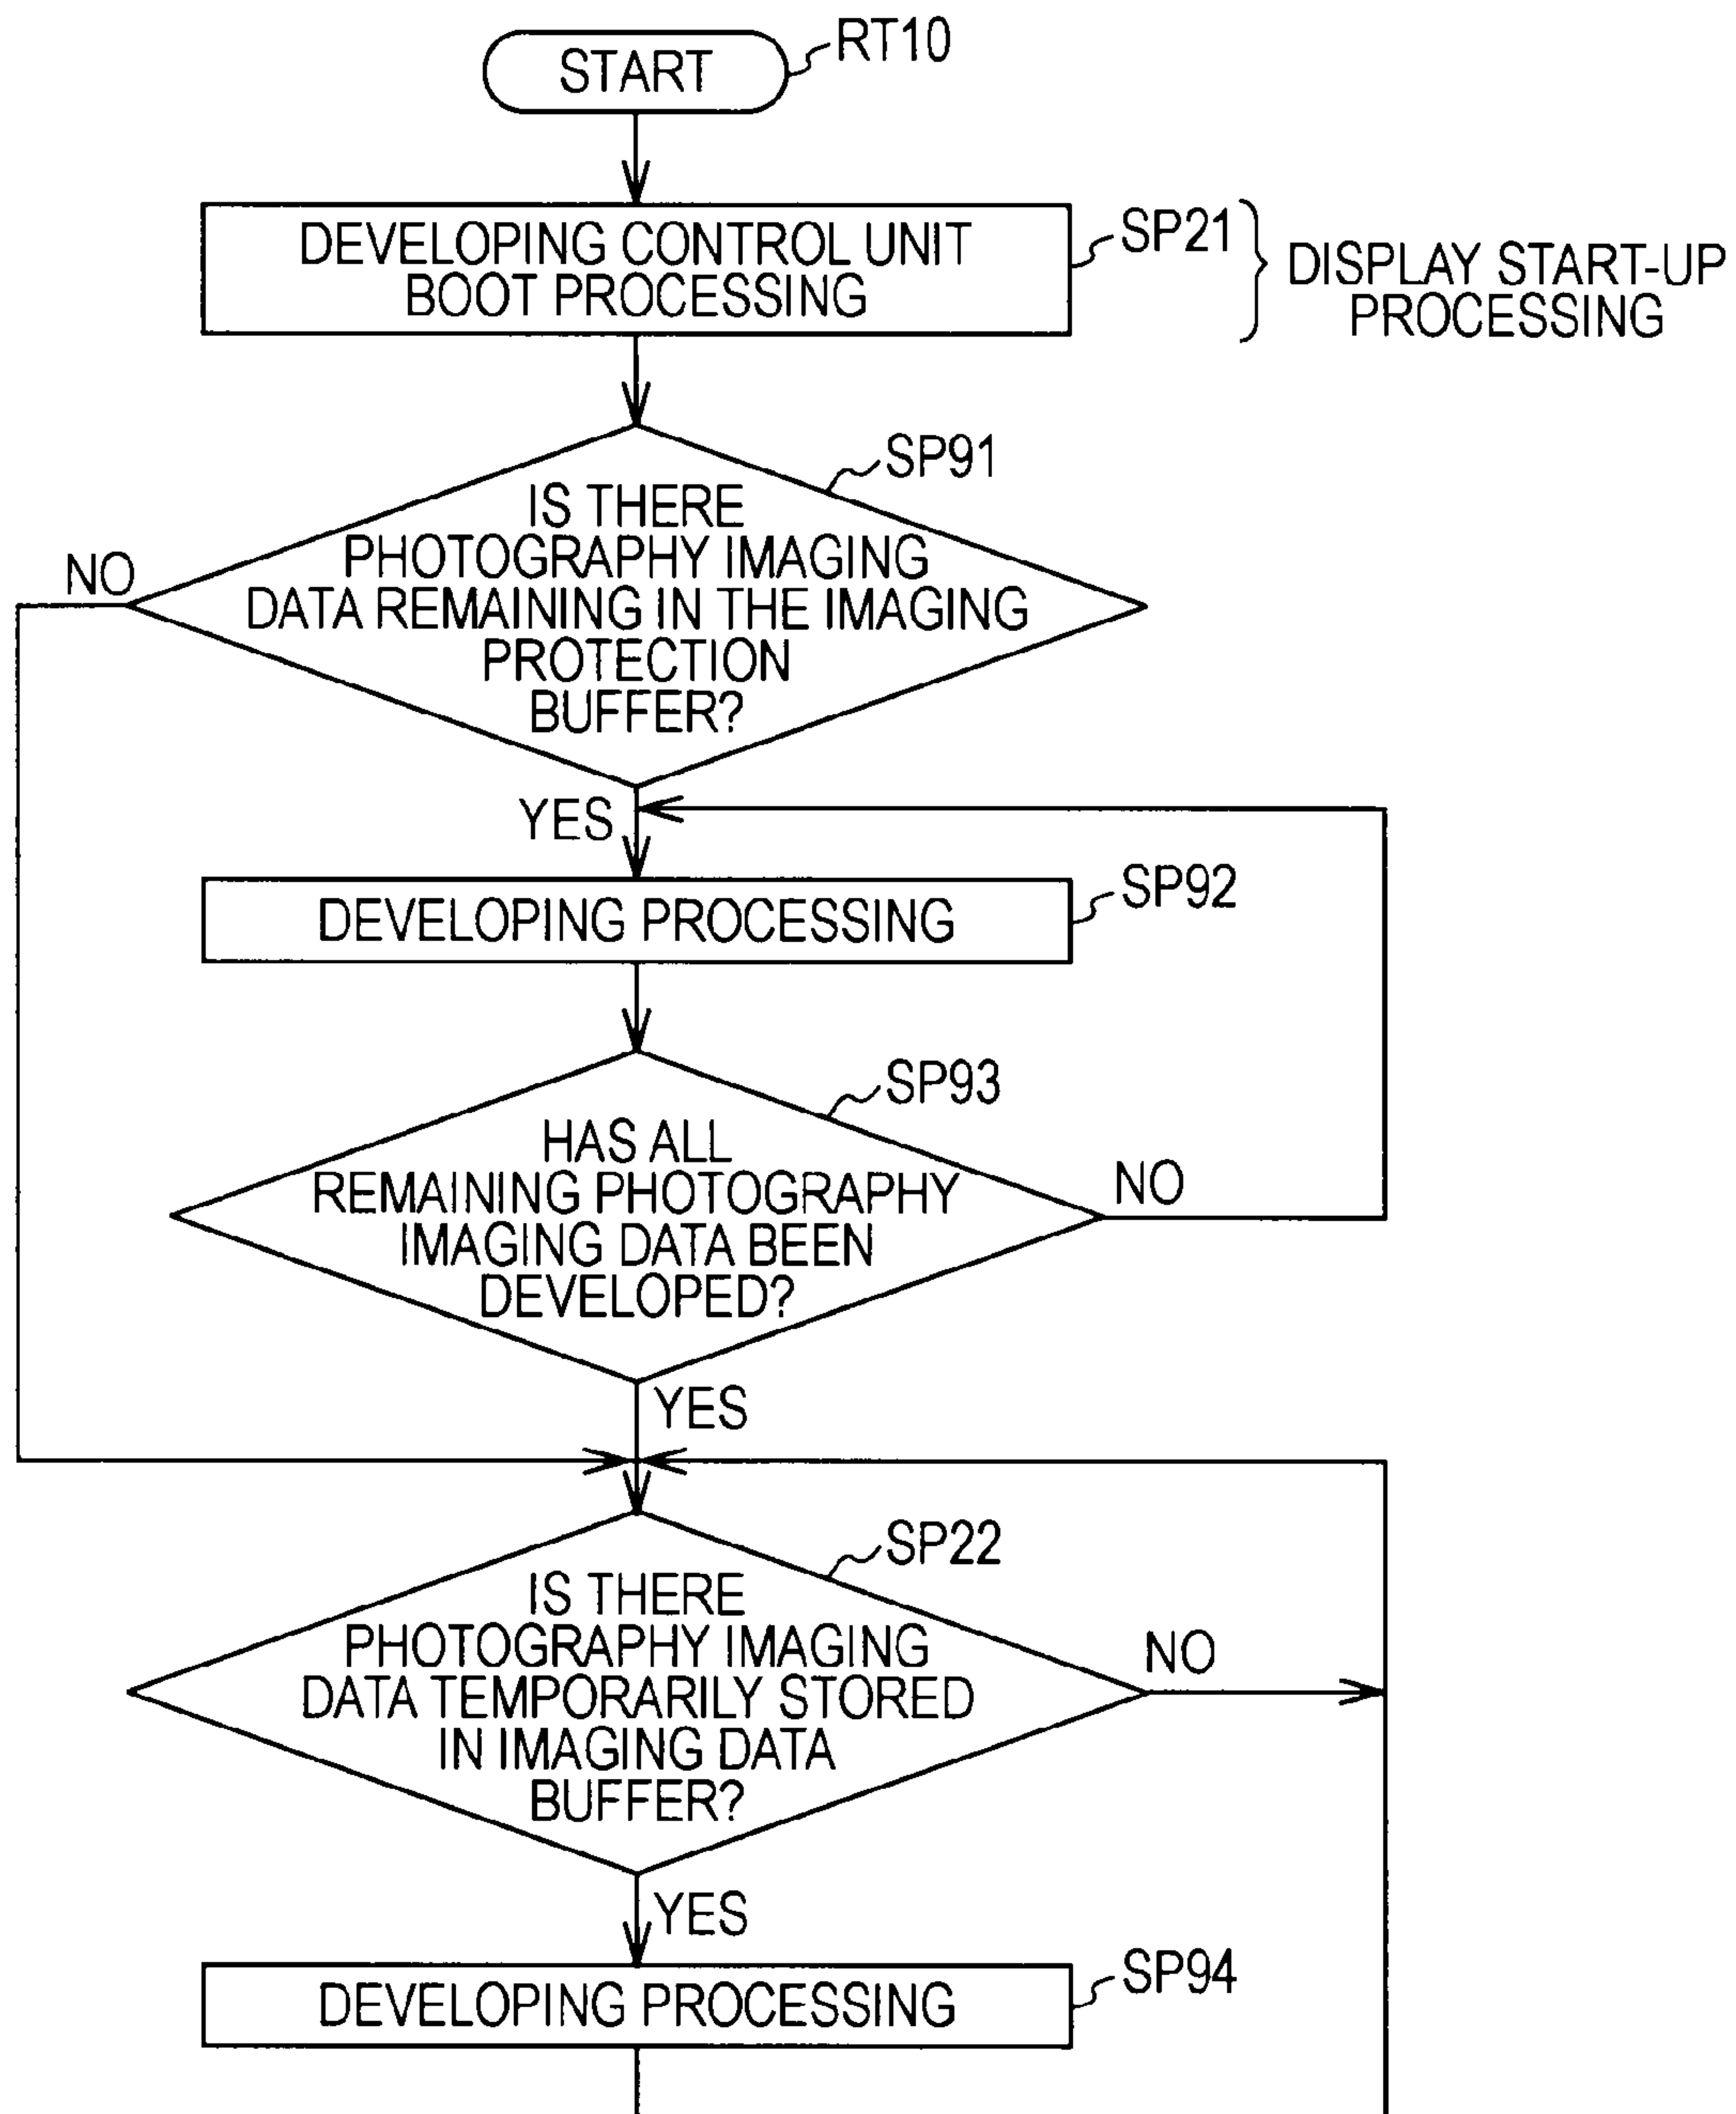 START
RT10
DEVELOPING CONTROL UNIT
BOOT PROCESSING
SP21
DISPLAY START-UP
PROCESSING
SP91
IS THERE
PHOTOGRAPHY IMAGING
DATA REMAINING IN THE IMAGING
PROTECTION
BUFFER?
NO
YES
DEVELOPING PROCESSING
SP92
SP93
HAS ALL
REMAINING PHOTOGRAPHY
IMAGING DATA BEEN
DEVELOPED?
NO
YES
SP22
IS THERE
PHOTOGRAPHY IMAGING
DATA TEMPORARILY STORED
IN IMAGING DATA
BUFFER?
NO
YES
DEVELOPING PROCESSING
SP94